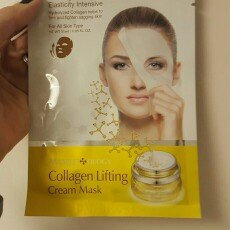 Elasticity Intensive
Hydrolyzed Collagen helps to
firm and tighten sagging skin
For All Skin Type
Collagen Lifting
Cream Mask